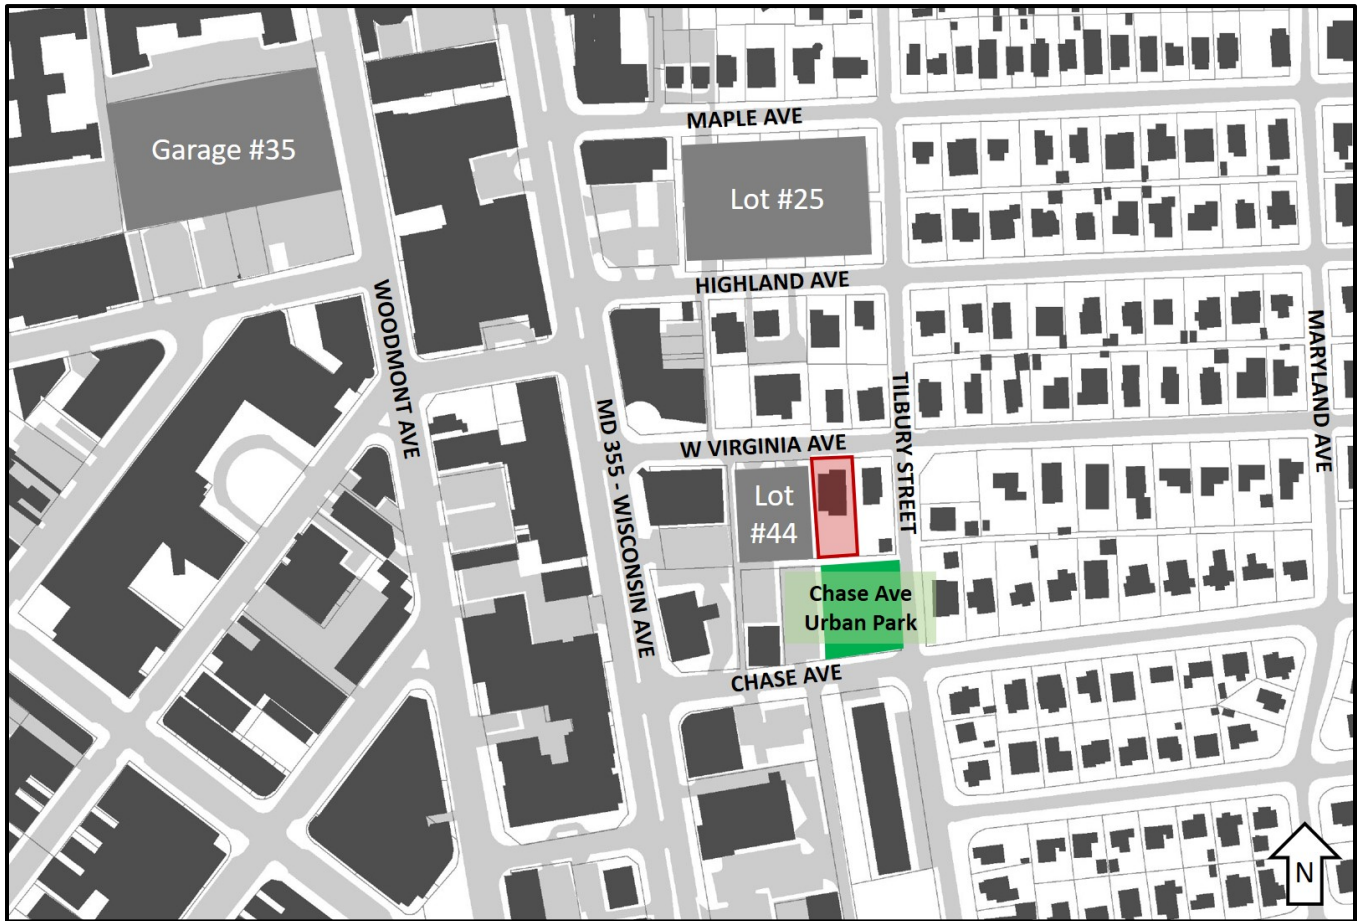 MAPLE AVE
Garage #35
Lot #25
HIGHLAND AVE
WOODMONT AVE
MARYLAND AVE
TILBURY STREET
MD 355 - WISCONSIN AVE
W VIRGINIA AVE
Lot
#44
Chase Ave
Urban Park
CHASE AVE
N